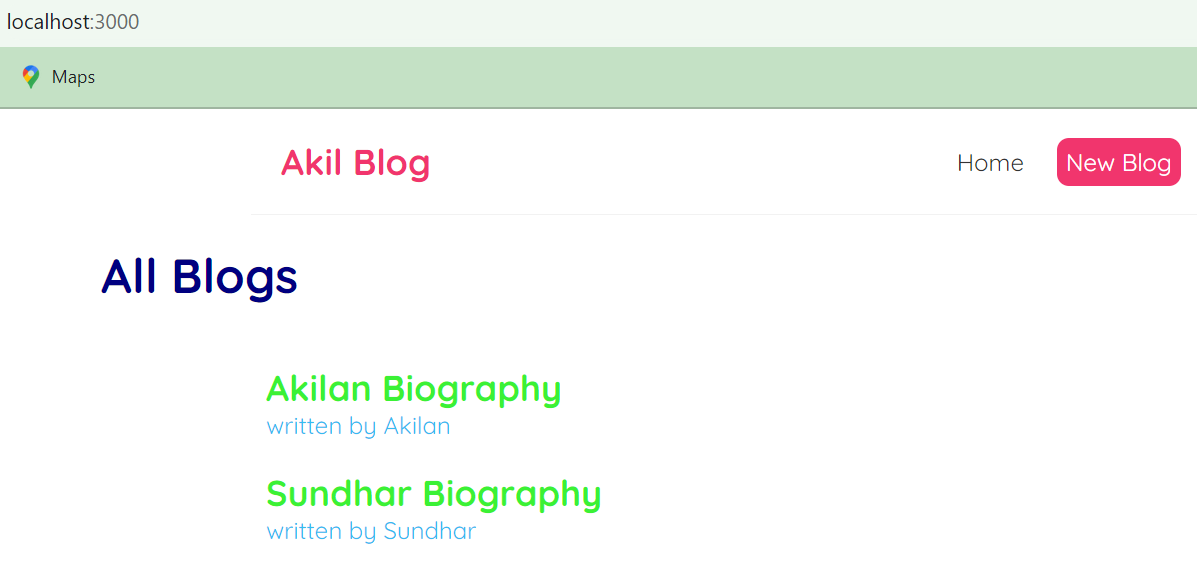 localhost:3000
Maps
Akil Blog Home New Blog
All Blogs
Akilan Biography
written by Akilan
Sundhar Biography
written by Sundhar